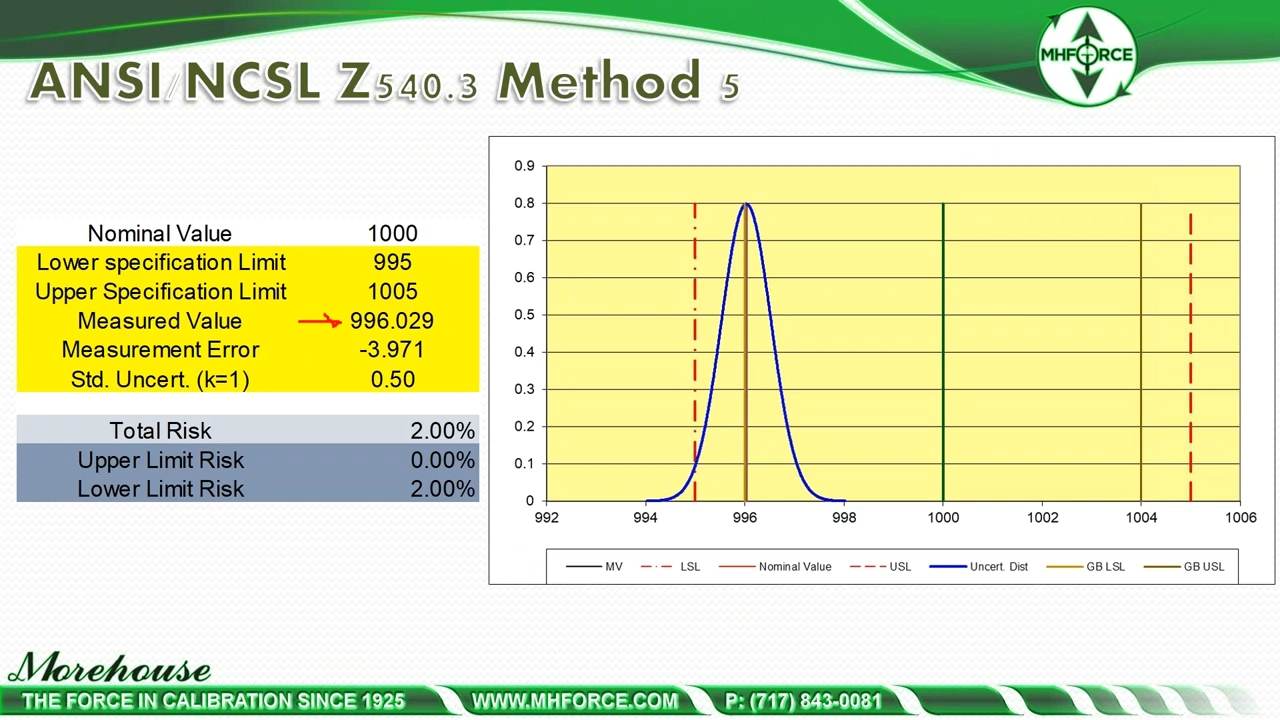 MHFORCE
ANSI/NCSL Z540.3 Method 5
Nominal Value 1000
Lower specification Limit 995
Upper Specification Limit 1005
Measured Value 996.029
Measurement Error -3.971
Std. Uncert. (k=1) 0.50
Total Risk 2.00%
Upper Limit Risk 0.00%
Lower Limit Risk 2.00%
0.9
0.8
0.7
0.6
0.5
0.4
0.3
0.2
0.1
0
992 994 996 998 1000 1002 1004 1006
MV LSL Nominal Value USL Uncert. Dist GB LSL GB USL
Morehouse
THE FORCE IN CALIBRATION SINCE 1925 WWW.MHFORCE.COM P: (717) 843-0081